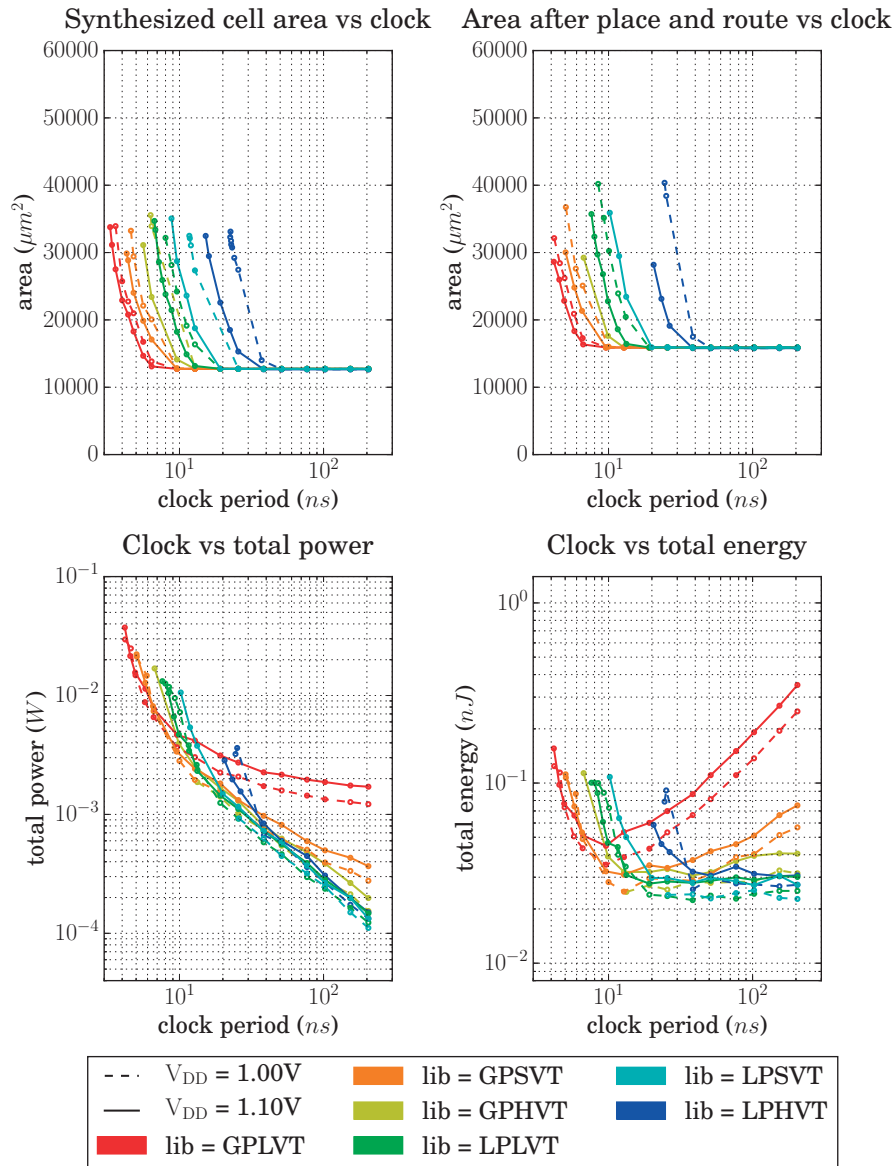 Synthesized cell area vs clock
60000
50000
40000
30000
20000
10000
0
area (μm²)
10¹
10²
clock period (ns)
Area after place and route vs clock
60000
50000
40000
30000
20000
10000
0
area (μm²)
10¹
10²
clock period (ns)
Clock vs total power
10⁻¹
10⁻²
10⁻³
10⁻⁴
total power (W)
10¹
10²
clock period (ns)
Clock vs total energy
10⁰
10⁻¹
10⁻²
total energy (nJ)
10¹
10²
clock period (ns)
V_DD = 1.00V
V_DD = 1.10V
lib = GPLVT
lib = GPSVT
lib = GPHVT
lib = LPLVT
lib = LPSVT
lib = LPHVT